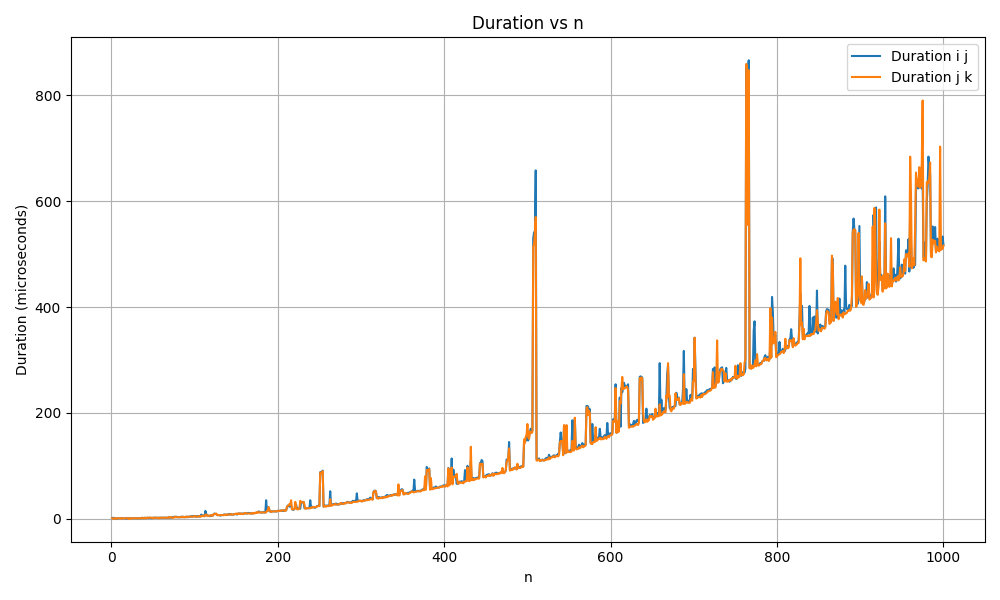 Duration vs n
Duration i j
Duration j k
Duration (microseconds)
800
600
400
200
0
0 200 400 600 800 1000
n